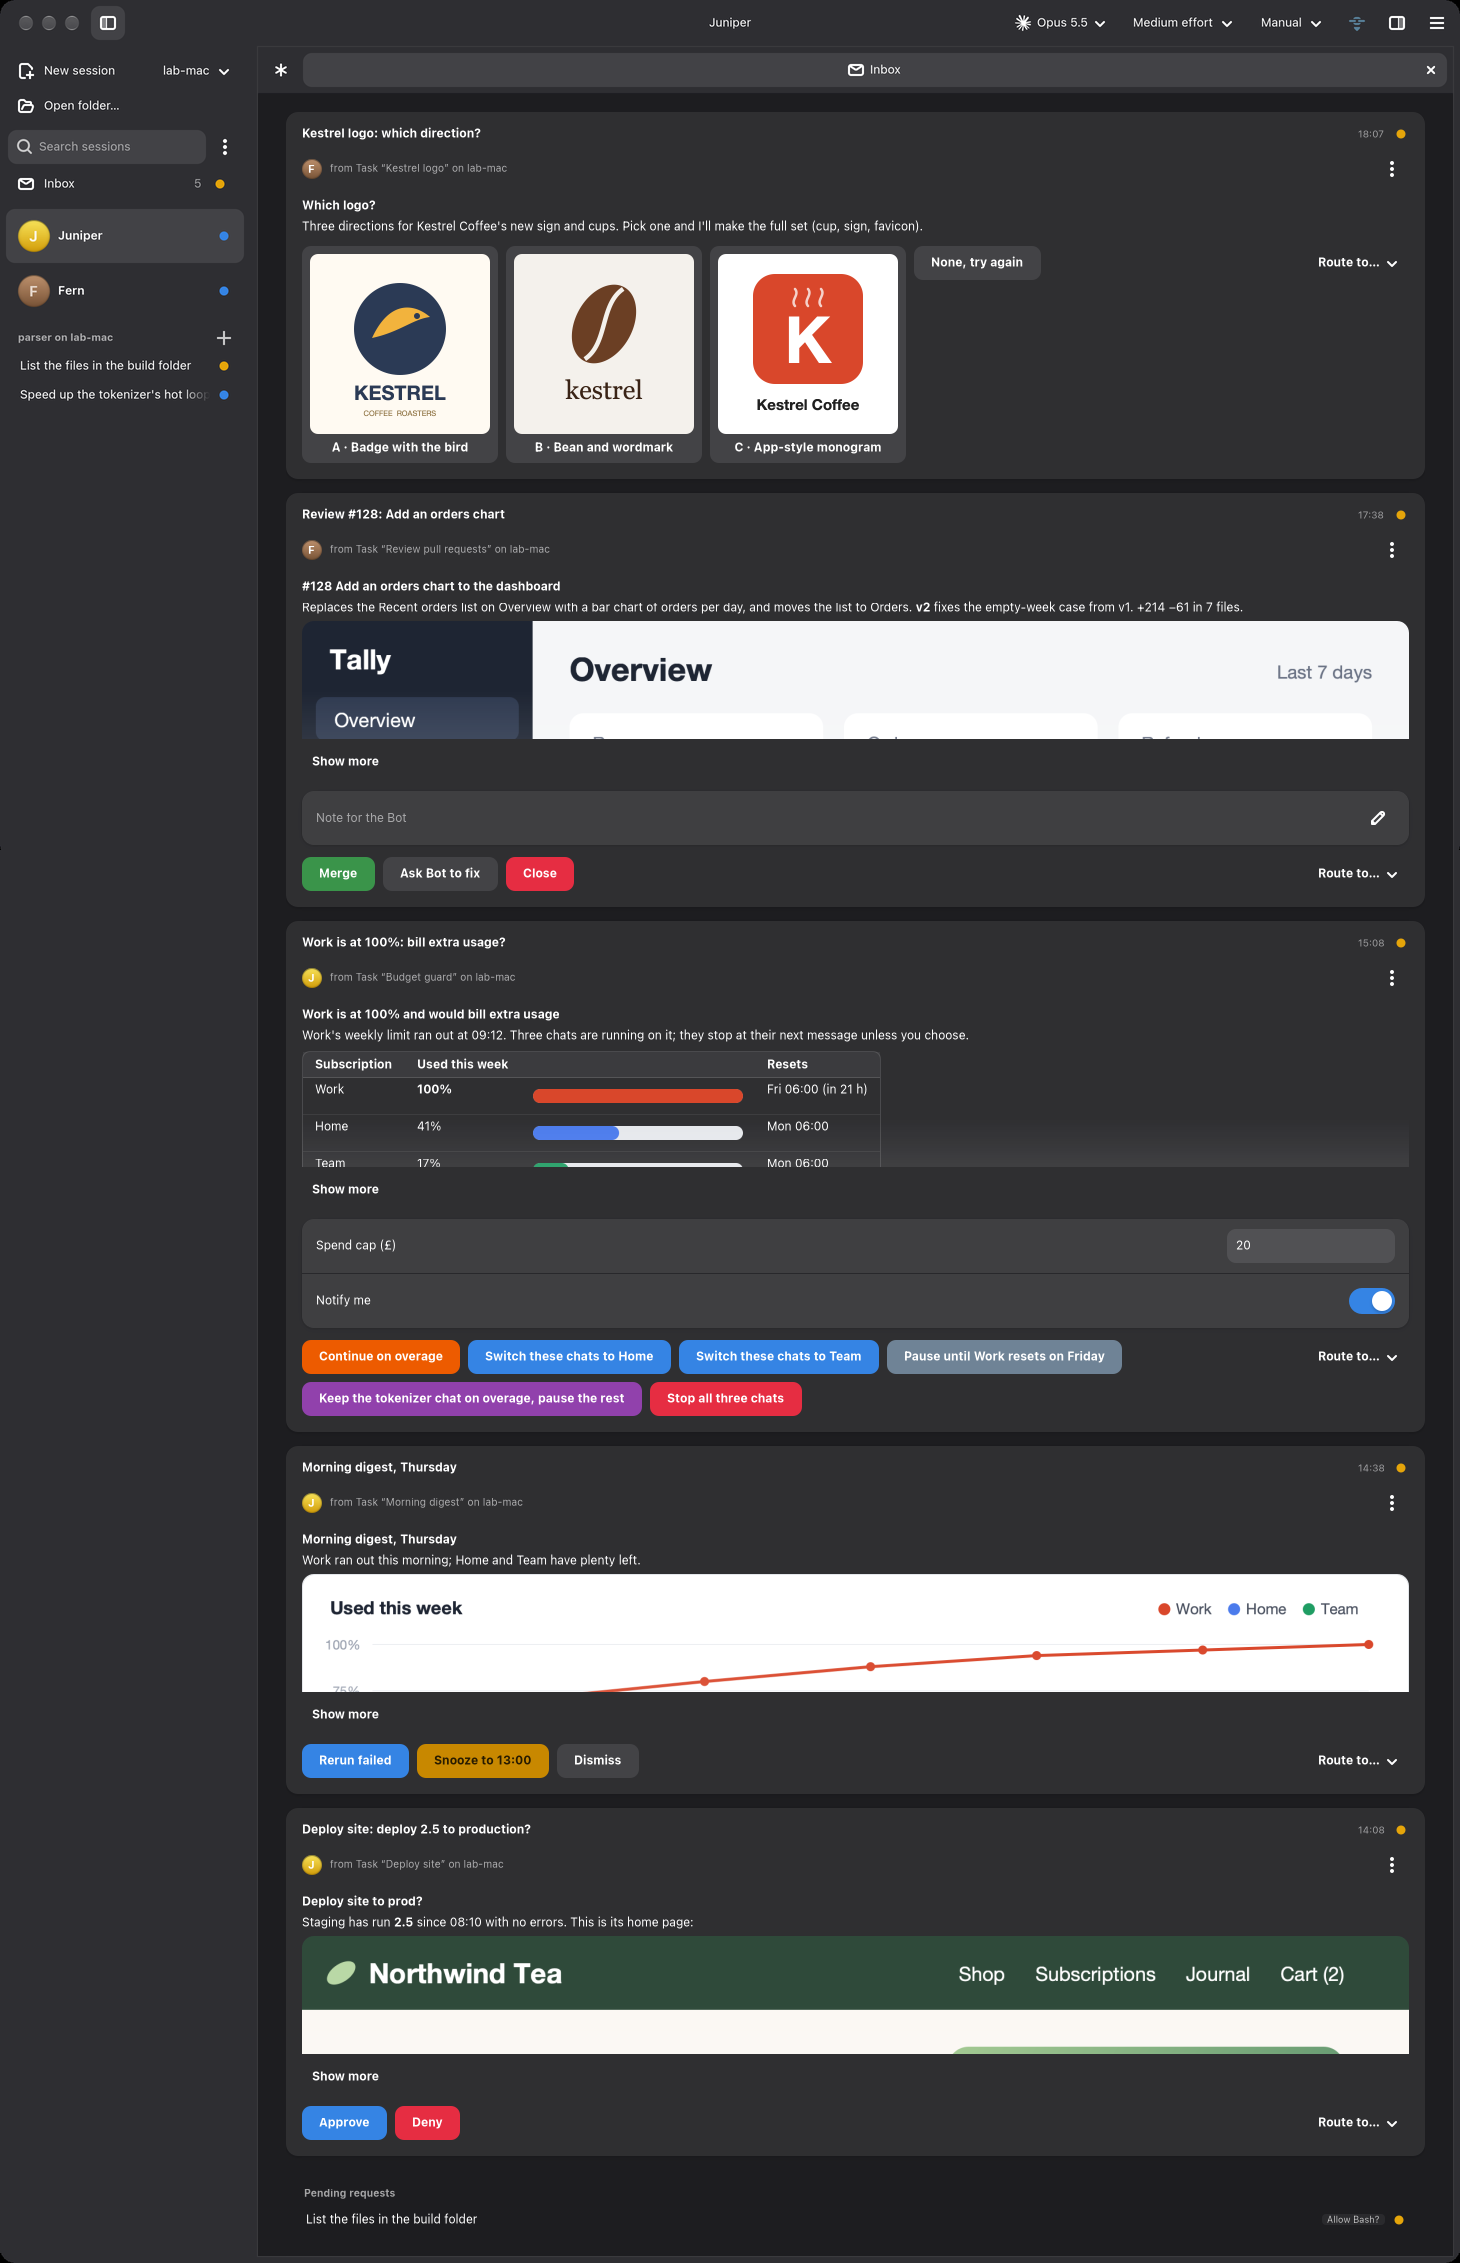 Juniper
Opus 5.5
Medium effort
Manual
New session
lab-mac
Open folder...
Search sessions
Inbox
5
J
Juniper
F
Fern
parser on lab-mac
List the files in the build folder
Speed up the tokenizer's hot loop
Inbox
Kestrel logo: which direction?
18:07
F
from Task “Kestrel logo” on lab-mac
Which logo?
Three directions for Kestrel Coffee's new sign and cups. Pick one and I'll make the full set (cup, sign, favicon).
KESTREL
COFFEE ROASTERS
A · Badge with the bird
kestrel
B · Bean and wordmark
K
Kestrel Coffee
C · App-style monogram
None, try again
Route to...
Review #128: Add an orders chart
17:38
F
from Task “Review pull requests” on lab-mac
#128 Add an orders chart to the dashboard
Replaces the Recent orders list on Overview with a bar chart of orders per day, and moves the list to Orders. v2 fixes the empty-week case from v1. +214 −61 in 7 files.
Tally
Overview
Overview
Last 7 days
Show more
Note for the Bot
Merge
Ask Bot to fix
Close
Route to...
Work is at 100%: bill extra usage?
15:08
J
from Task “Budget guard” on lab-mac
Work is at 100% and would bill extra usage
Work's weekly limit ran out at 09:12. Three chats are running on it; they stop at their next message unless you choose.
Subscription
Used this week
Resets
Work
100%
Fri 06:00 (in 21 h)
Home
41%
Mon 06:00
Team
17%
Mon 06:00
Show more
Spend cap (£)
20
Notify me
Continue on overage
Switch these chats to Home
Switch these chats to Team
Pause until Work resets on Friday
Route to...
Keep the tokenizer chat on overage, pause the rest
Stop all three chats
Morning digest, Thursday
14:38
J
from Task “Morning digest” on lab-mac
Morning digest, Thursday
Work ran out this morning; Home and Team have plenty left.
Used this week
Work
Home
Team
100%
75%
Show more
Rerun failed
Snooze to 13:00
Dismiss
Route to...
Deploy site: deploy 2.5 to production?
14:08
J
from Task “Deploy site” on lab-mac
Deploy site to prod?
Staging has run 2.5 since 08:10 with no errors. This is its home page:
Northwind Tea
Shop
Subscriptions
Journal
Cart (2)
Show more
Approve
Deny
Route to...
Pending requests
List the files in the build folder
Allow Bash?